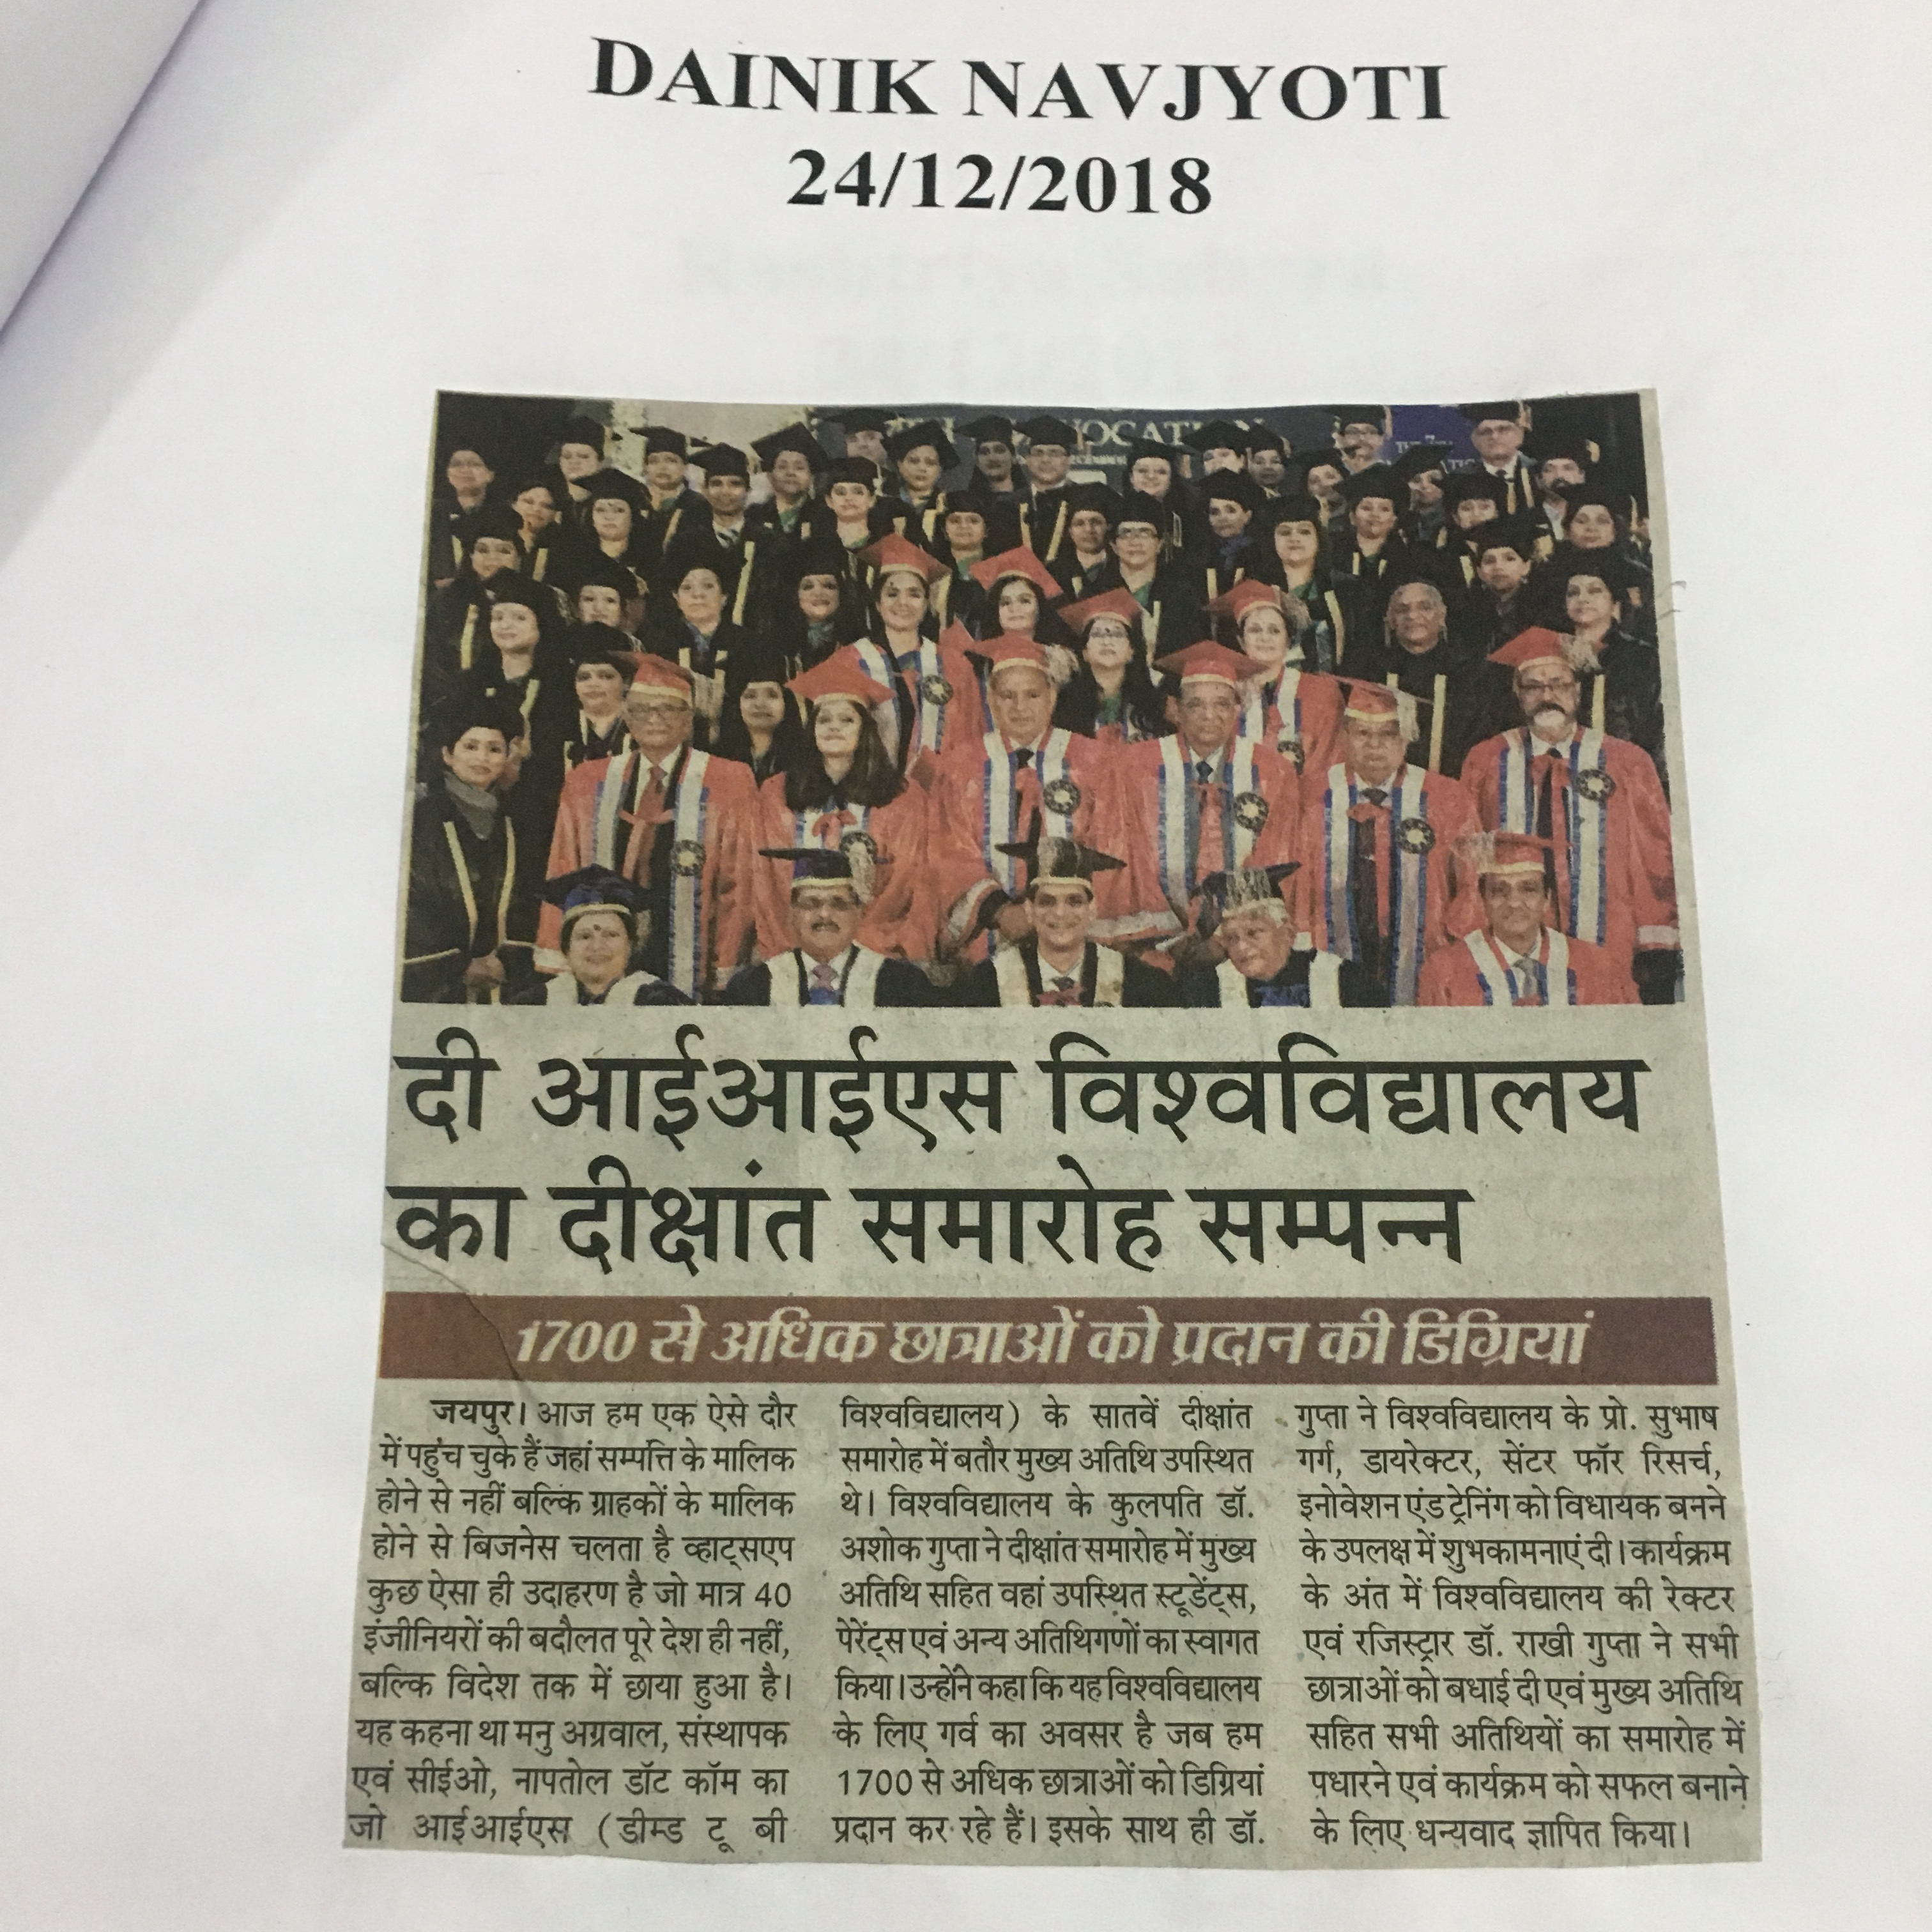 DAINIK NAVJYOTI
24/12/2018
दी आईआईएस विश्वविद्यालय
का दीक्षांत समारोह सम्पन्न
1700 से अधिक छात्राओं को प्रदान की डिग्रियां
जयपुर। आज हम एक ऐसे दौर
में पहुंच चुके हैं जहां सम्पत्ति के मालिक
होने से नहीं बल्कि ग्राहकों के मालिक
होने से बिजनेस चलता है व्हाट्सएप
कुछ ऐसा ही उदाहरण है जो मात्र 40
इंजीनियरों की बदौलत पूरे देश ही नहीं,
बल्कि विदेश तक में छाया हुआ है।
यह कहना था मनु अग्रवाल, संस्थापक
एवं सीईओ, नापतोल डॉट कॉम का
जो आईआईएस (डीम्ड टू बी
विश्वविद्यालय) के सातवें दीक्षांत
समारोह में बतौर मुख्य अतिथि उपस्थित
थे। विश्वविद्यालय के कुलपति डॉ.
अशोक गुप्ता ने दीक्षांत समारोह में मुख्य
अतिथि सहित वहां उपस्थित स्टूडेंट्स,
पेरेंट्स एवं अन्य अतिथिगणों का स्वागत
किया। उन्होंने कहा कि यह विश्वविद्यालय
के लिए गर्व का अवसर है जब हम
1700 से अधिक छात्राओं को डिग्रियां
प्रदान कर रहे हैं। इसके साथ ही डॉ.
गुप्ता ने विश्वविद्यालय के प्रो. सुभाष
गर्ग, डायरेक्टर, सेंटर फॉर रिसर्च,
इनोवेशन एंड ट्रेनिंग को विधायक बनने
के उपलक्ष में शुभकामनाएं दी। कार्यक्रम
के अंत में विश्वविद्यालय की रेक्टर
एवं रजिस्ट्रार डॉ. राखी गुप्ता ने सभी
छात्राओं को बधाई दी एवं मुख्य अतिथि
सहित सभी अतिथियों का समारोह में
पधारने एवं कार्यक्रम को सफल बनाने
के लिए धन्यवाद ज्ञापित किया।